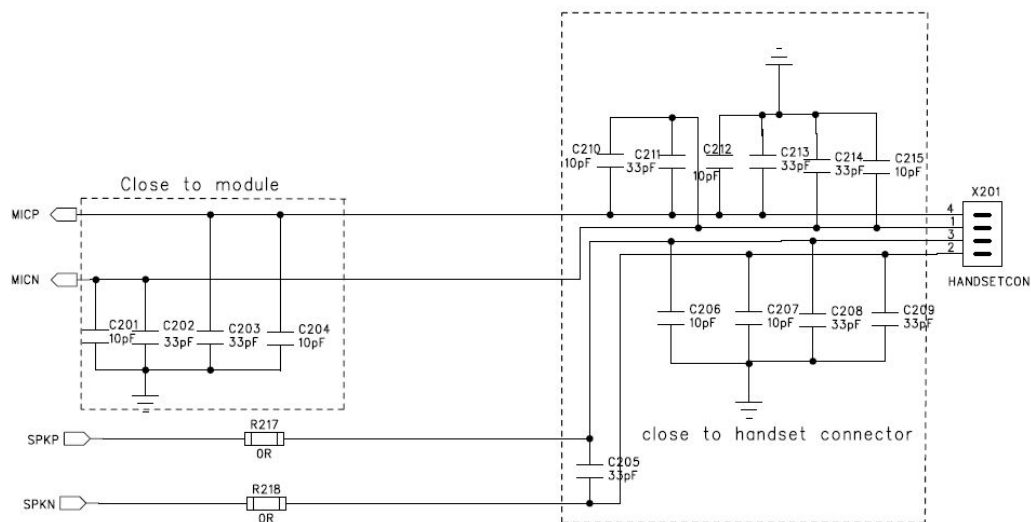 C210
10pF
C211
33pF
C212
10pF
C213
33pF
C214
33pF
C215
10pF
Close to module
X201
MICP
4
1
3
2
MICN
HANDSETCON
C201
10pF
C202
33pF
C203
33pF
C204
10pF
C206
10pF
C207
10pF
C208
33pF
C209
33pF
R217
SPKP
0R
close to handset connector
C205
33pF
R218
SPKN
0R